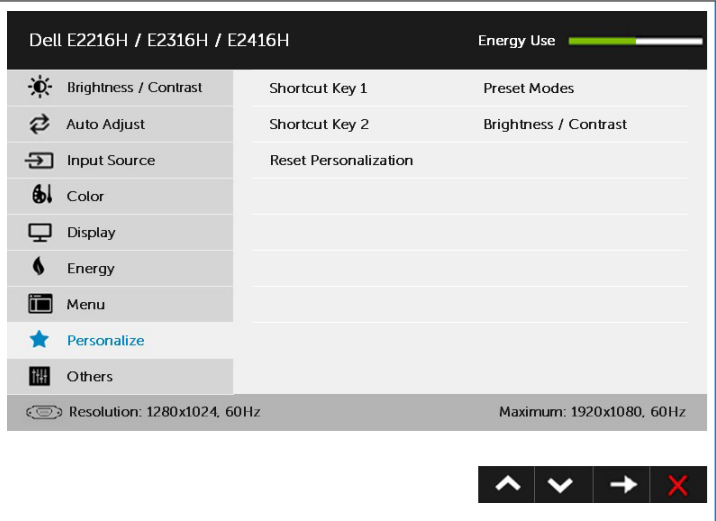 Dell E2216H / E2316H / E2416H Energy Use
Brightness / Contrast Shortcut Key 1 Preset Modes
Auto Adjust Shortcut Key 2 Brightness / Contrast
Input Source Reset Personalization
Color
Display
Energy
Menu
Personalize
Others
Resolution: 1280x1024, 60Hz Maximum: 1920x1080, 60Hz